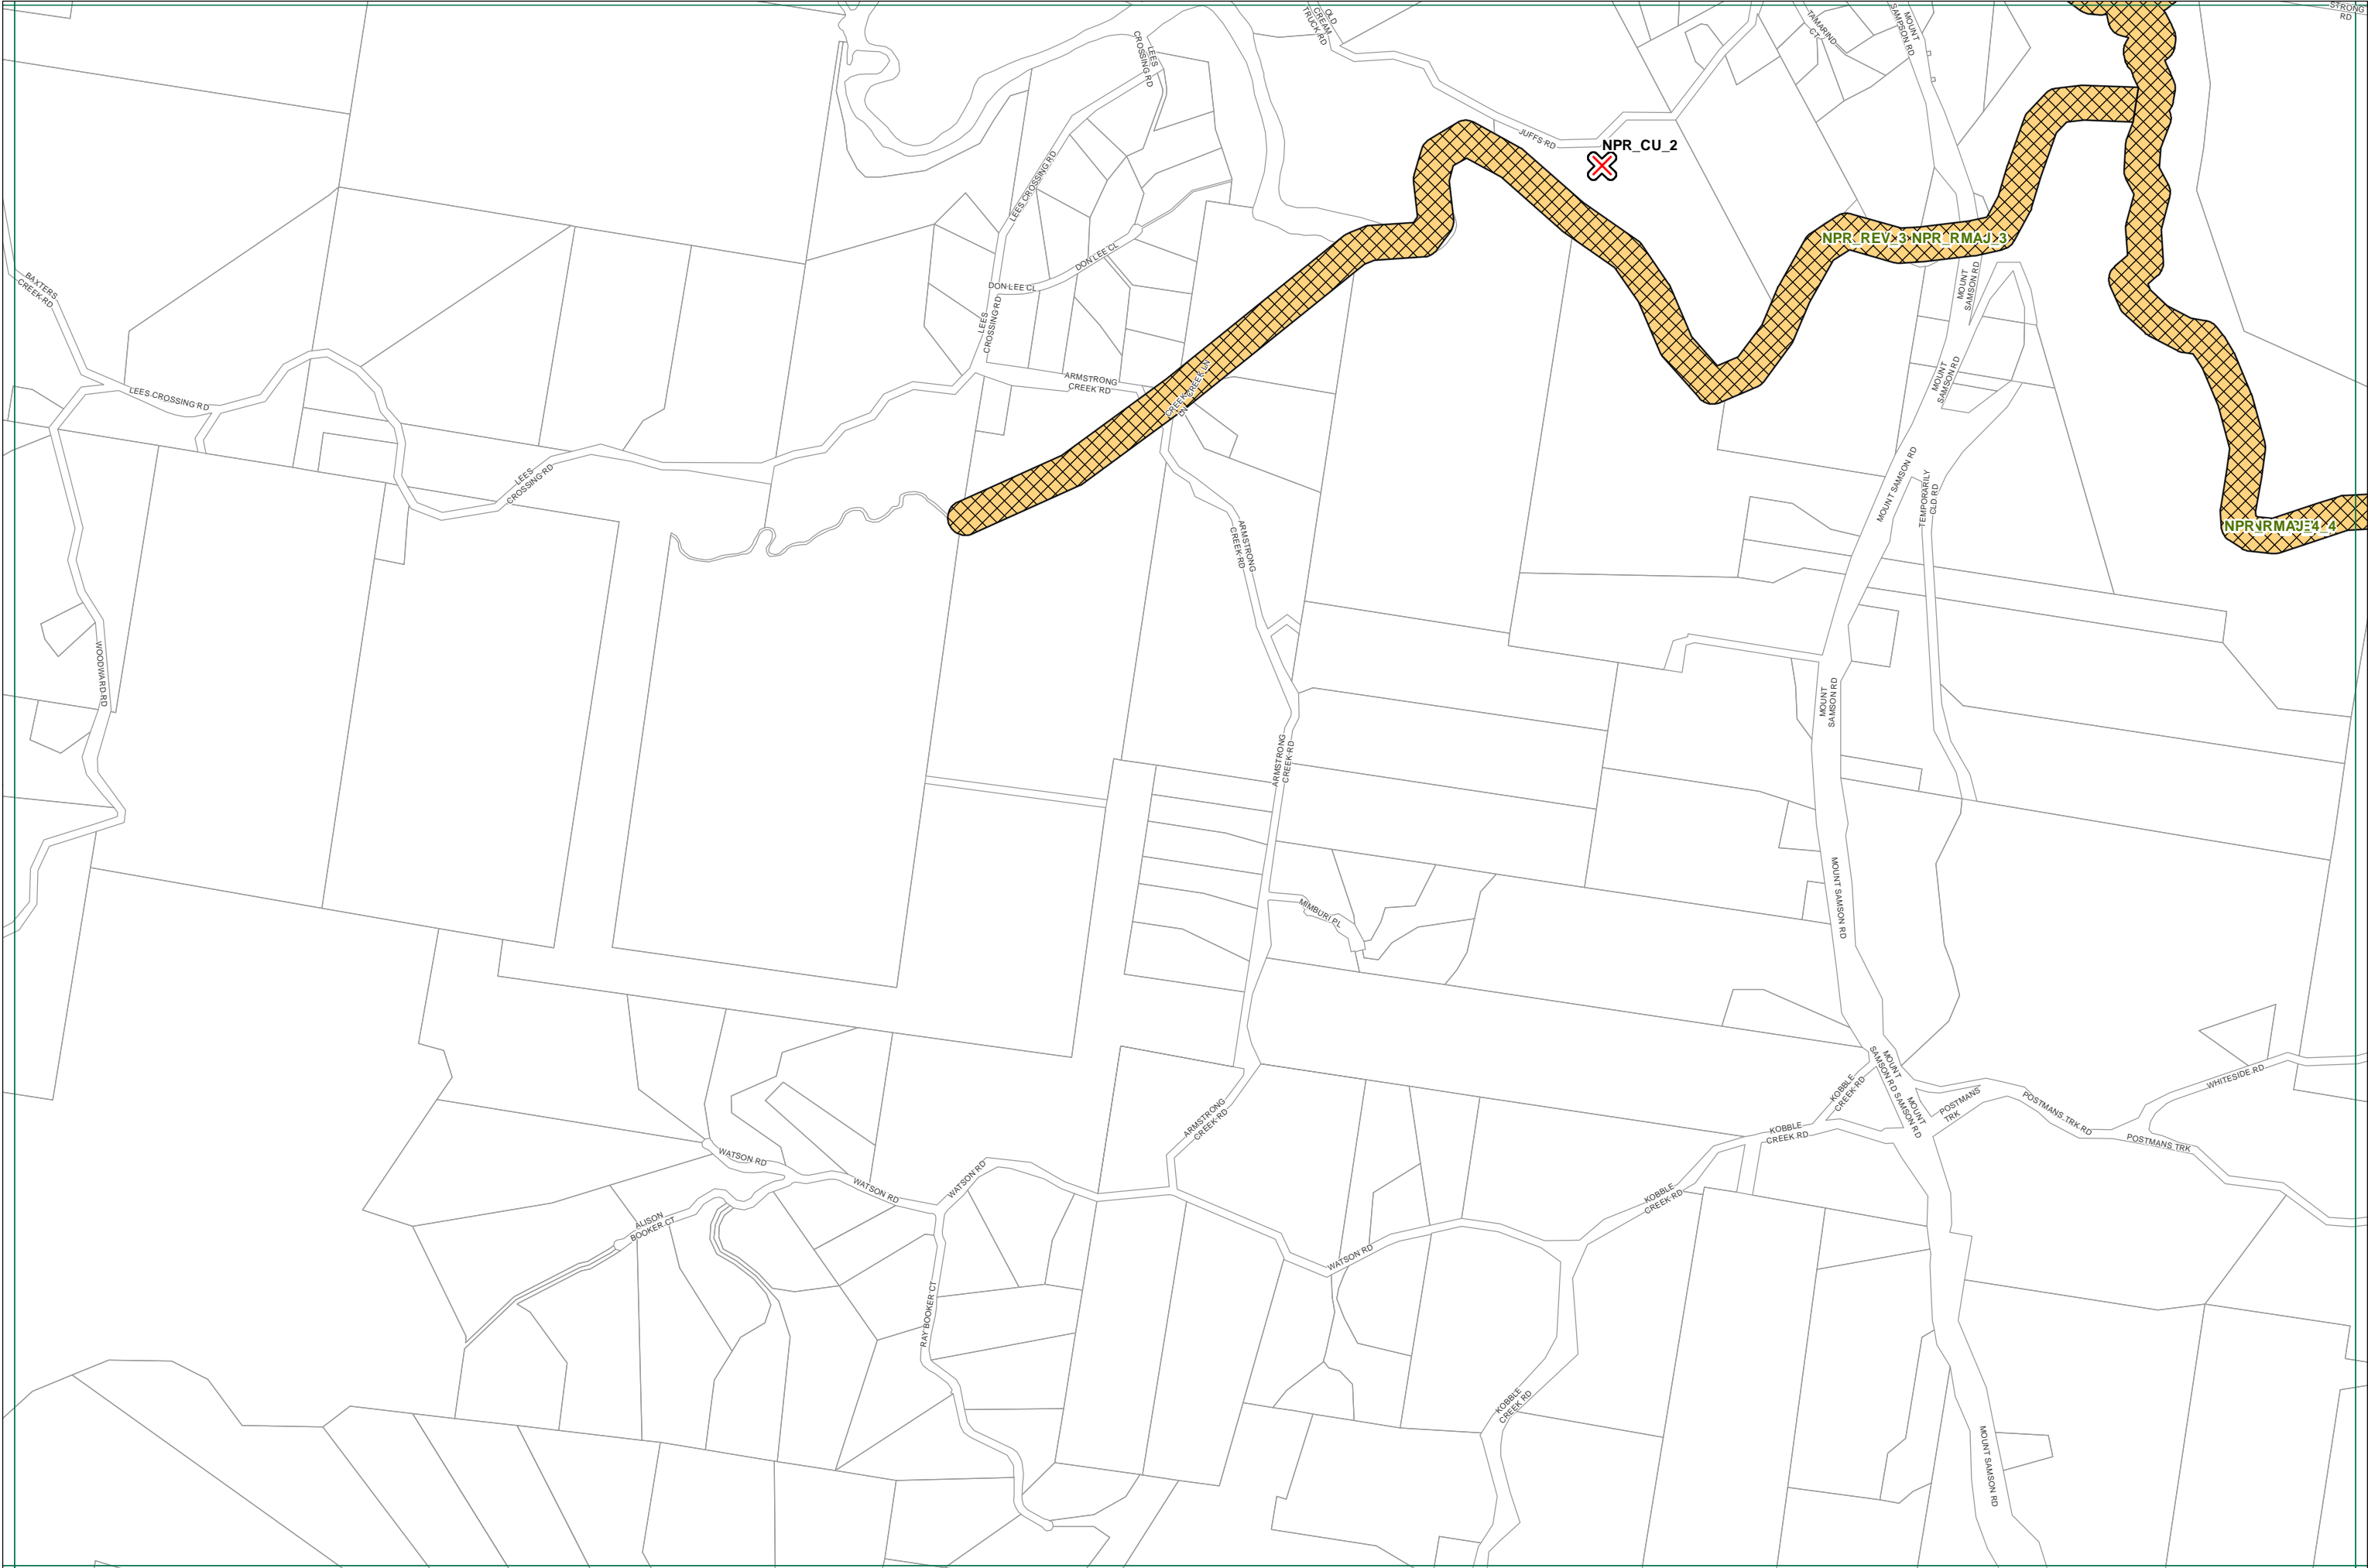 STRONG
RD
OLD
CREAM
TRUCK RD
TAMARIND
CT
MOUNT
SAMPSON RD
LEES
CROSSING RD
JUFFS RD
NPR_CU_2
LEES CROSSING RD
DON LEE CL
DON LEE CL
NPR_REV_3
NPR_RMAJ_3
BAXTERS
CREEK RD
MOUNT
SAMSON RD
LEES
CROSSING RD
MOUNT
SAMSON RD
ARMSTRONG
CREEK RD
LEES CROSSING RD
CREEK LN
MOUNT SAMSON RD
LEES
CROSSING RD
TEMPORARILY
CLD RD
ARMSTRONG
CREEK RD
WOODWARD RD
MOUNT
SAMSON RD
ARMSTRONG
CREEK RD
MIMBURI PL
MOUNT SAMSON RD
MOUNT
SAMSON RD
MOUNT
SAMSON RD
KOBBLE
CREEK RD
WHITESIDE RD
POSTMANS
TRK
POSTMANS TRK RD
POSTMANS TRK
KOBBLE
CREEK RD
ARMSTRONG
CREEK RD
WATSON RD
WATSON RD
WATSON RD
KOBBLE
CREEK RD
ALISON
BOOKER CT
WATSON RD
RAY BOOKER CT
KOBBLE
CREEK RD
MOUNT SAMSON RD